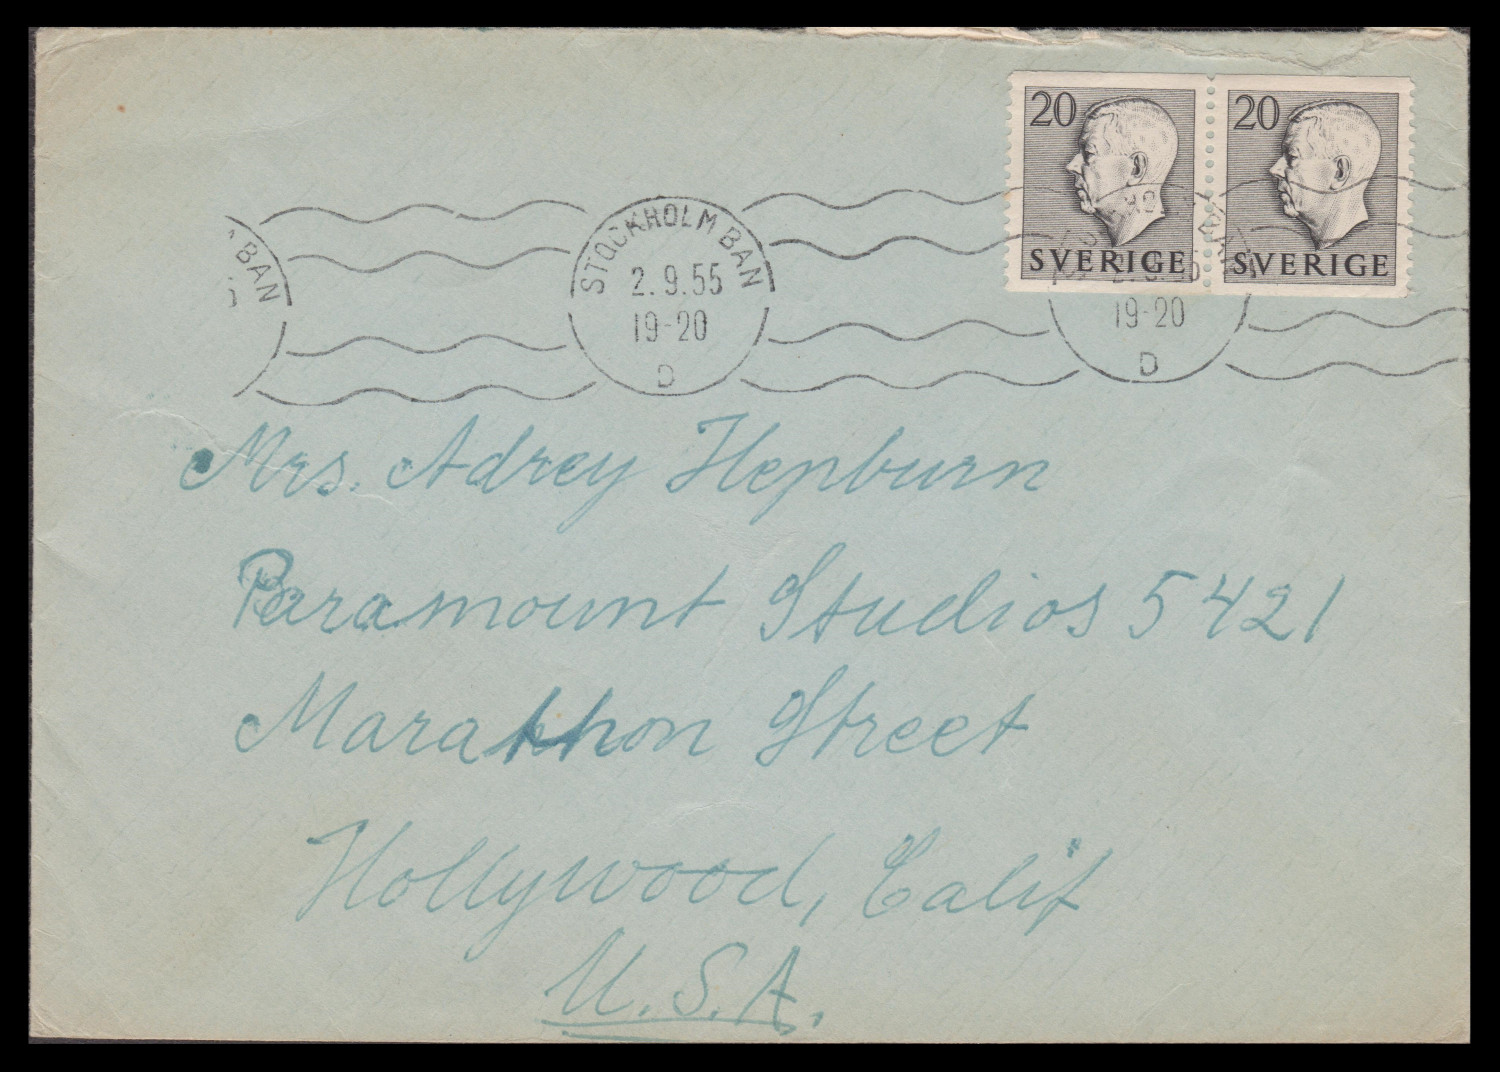 20 20
SVERIGE SVERIGE
BAN
STOCKHOLM BAN
2.9.55
19-20
D
19-20
D
Mrs. Adrey Hepburn
Paramount Studios 5421
Marathon Street
Hollywood, Calif
U.S.A.